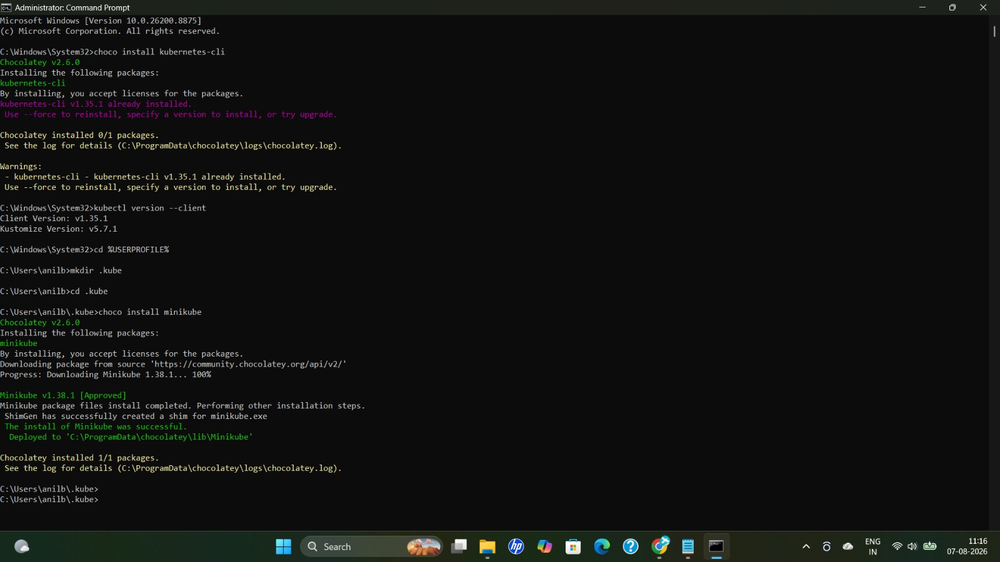 Administrator: Command Prompt
Microsoft Windows [Version 10.0.26200.8875]
(c) Microsoft Corporation. All rights reserved.
C:\Windows\System32>choco install kubernetes-cli
Chocolatey v2.6.0
Installing the following packages:
kubernetes-cli
By installing, you accept licenses for the packages.
kubernetes-cli v1.35.1 already installed.
Use --force to reinstall, specify a version to install, or try upgrade.
Chocolatey installed 0/1 packages.
See the log for details (C:\ProgramData\chocolatey\logs\chocolatey.log).
Warnings:
- kubernetes-cli - kubernetes-cli v1.35.1 already installed.
Use --force to reinstall, specify a version to install, or try upgrade.
C:\Windows\System32>kubectl version --client
Client Version: v1.35.1
Kustomize Version: v5.7.1
C:\Windows\System32>cd %USERPROFILE%
C:\Users\anilb>mkdir .kube
C:\Users\anilb>cd .kube
C:\Users\anilb\.kube>choco install minikube
Chocolatey v2.6.0
Installing the following packages:
minikube
By installing, you accept licenses for the packages.
Downloading package from source 'https://community.chocolatey.org/api/v2/'
Progress: Downloading Minikube 1.38.1... 100%
Minikube v1.38.1 [Approved]
Minikube package files install completed. Performing other installation steps.
ShimGen has successfully created a shim for minikube.exe
The install of Minikube was successful.
Deployed to 'C:\ProgramData\chocolatey\lib\Minikube'
Chocolatey installed 1/1 packages.
See the log for details (C:\ProgramData\chocolatey\logs\chocolatey.log).
C:\Users\anilb\.kube>
C:\Users\anilb\.kube>
Search
hp
ENG
IN
11:16
07-08-2026